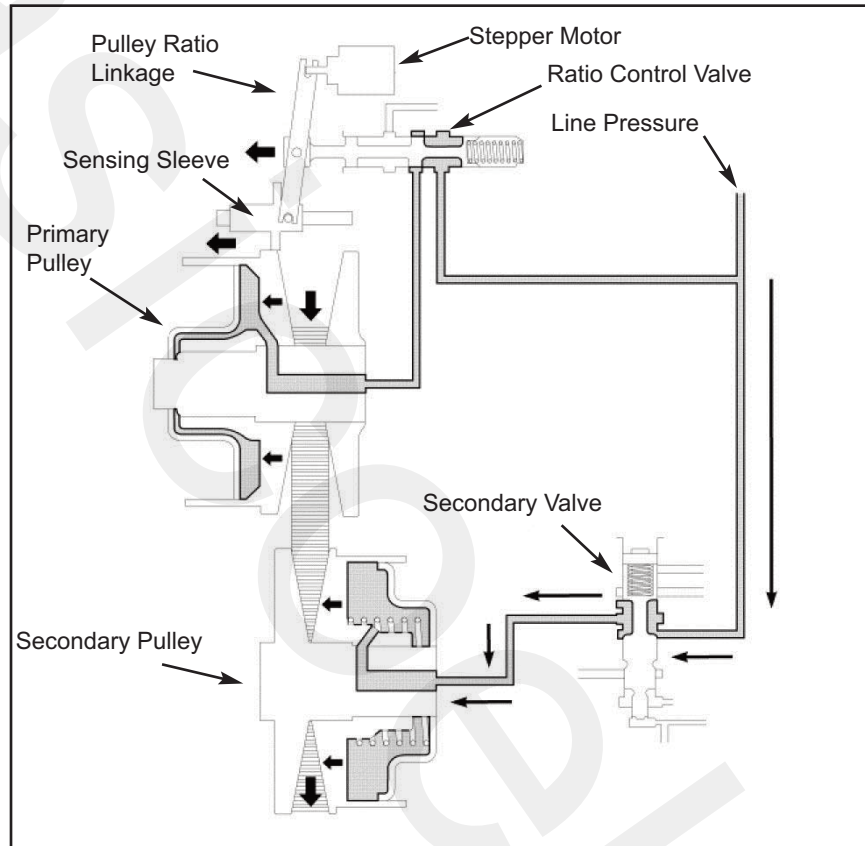 Pulley Ratio
Linkage
Stepper Motor
Ratio Control Valve
Line Pressure
Sensing Sleeve
Primary
Pulley
Secondary Valve
Secondary Pulley